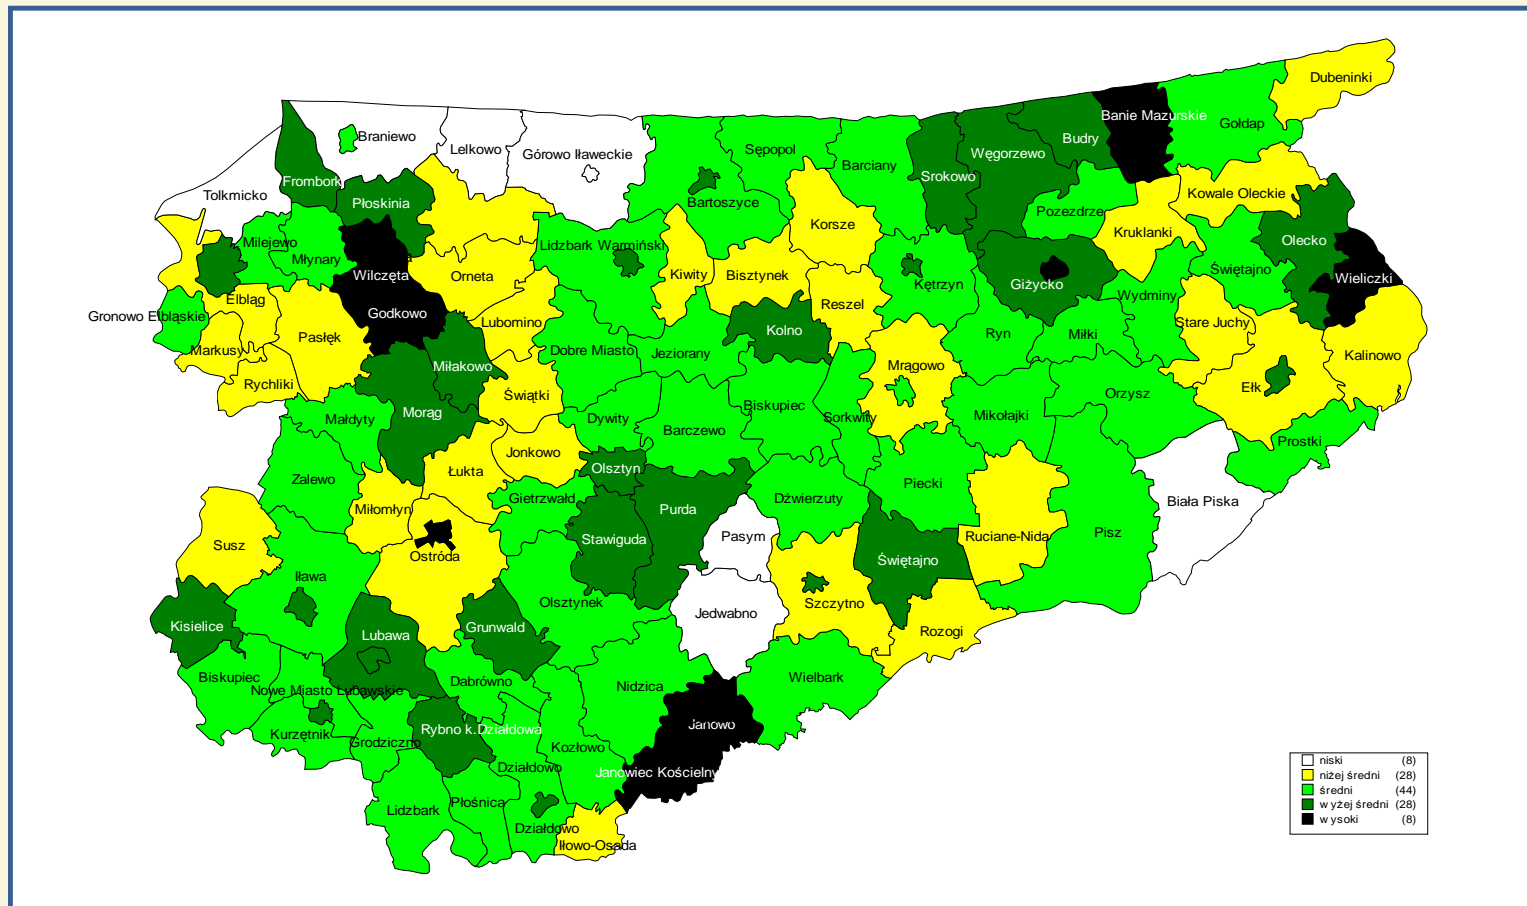 Dubeninki
Banie Mazurskie
Gołdap
Braniewo
Budry
Lelkowo
Górowo Iławeckie
Sępopol
Węgorzewo
Barciany
Srokowo
Frombork
Tolkmicko
Płoskinia
Bartoszyce
Kowale Oleckie
Pozezdrze
Korsze
Kruklanki
Milejewo
Lidzbark Warmiński
Olecko
Młynary
Wilczęta
Orneta
Kiwity
Bisztynek
Świętajno
Wieliczki
Kętrzyn
Giżycko
Elbląg
Reszel
Wydminy
Gronowo Elbląskie
Godkowo
Lubomino
Kolno
Stare Juchy
Pasłęk
Ryn
Miłki
Markusy
Dobre Miasto
Jeziorany
Kalinowo
Miłakowo
Mrągowo
Rychliki
Ełk
Świątki
Orzysz
Biskupiec
Morąg
Małdyty
Dywity
Sorkwity
Mikołajki
Barczewo
Prostki
Jonkowo
Olsztyn
Łukta
Zalewo
Piecki
Gietrzwałd
Dźwierzuty
Biała Piska
Miłomłyn
Purda
Pisz
Stawiguda
Pasym
Ruciane-Nida
Susz
Ostróda
Świętajno
Iława
Olsztynek
Szczytno
Jedwabno
Kisielice
Lubawa
Grunwald
Rozogi
Biskupiec
Dabrówno
Wielbark
Nidzica
Nowe Miasto Lubawskie
Janowo
Rybno k.Działdowa
Kurzętnik
Grodziczno
Kozłowo
Działdowo
Janowiec Kościelny
Płośnica
Lidzbark
Działdowo
Iłowo-Osada
niski (8)
niżej średni (28)
średni (44)
wyżej średni (28)
wysoki (8)